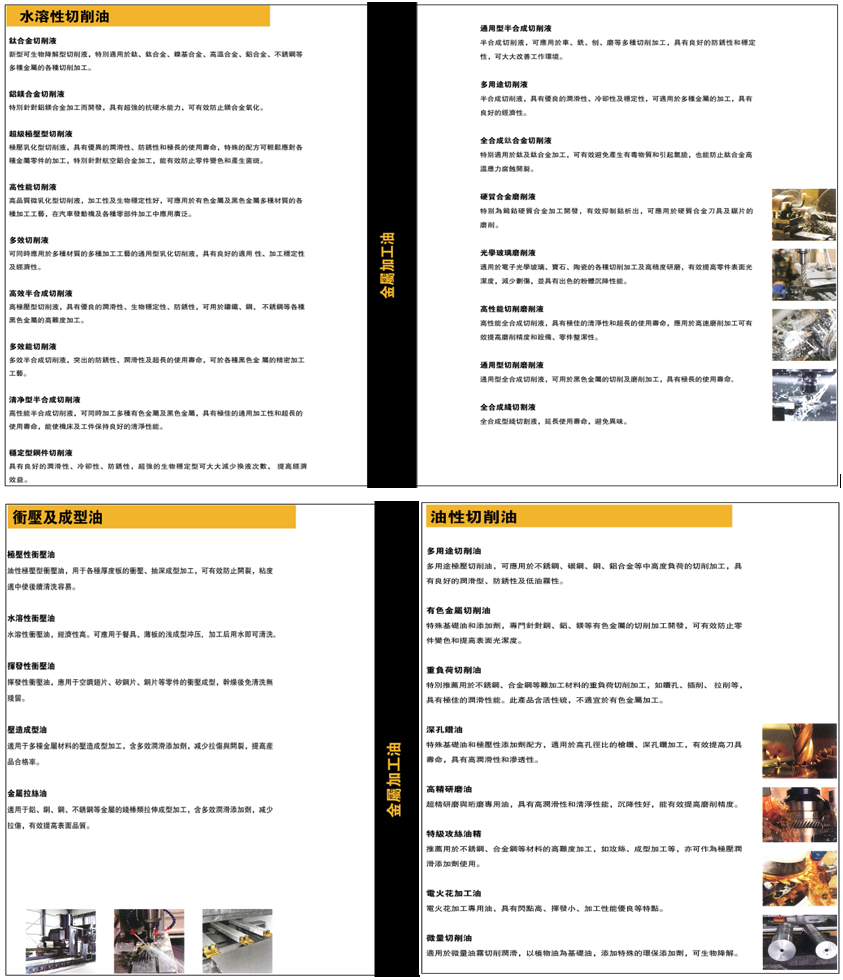 水溶性切削油
鈦合金切削液
新型可生物降解型切削液，特別適用於鈦、鈦合金、鎳基合金、高溫合金、鋁合金、不銹鋼等
多種金屬的各種切削加工。
鋁鎂合金切削液
特別針對鋁鎂合金加工而開發，具有超強的抗硬水能力，可有效防止鎂合金氧化。
超級極壓型切削液
極壓乳化型切削液，具有優異的潤滑性、防銹性和極長的使用壽命，特殊的配方可輕鬆應對各
種金屬零件的加工，特別針對航空鋁合金加工，能有效防止零件變色和產生菌斑。
高性能切削液
高品質微乳化型切削液，加工性及生物穩定性好，可應用於有色金屬及黑色金屬多種材質的各
種加工工藝，在汽車發動機及各種零部件加工中應用廣泛。
多效切削液
可同時應用於多種材質的多種加工工藝的通用型乳化切削液，具有良好的適用 性、加工穩定性
及經濟性。
高效半合成切削液
高極壓型切削液，具有優良的潤滑性、生物穩定性、防銹性，可用於鑄鐵、鋼、 不銹鋼等各種
黑色金屬的高難度加工。
多效能切削液
多效半合成切削液，突出的防銹性、潤滑性及超長的使用壽命，可於各種黑色金 屬的精密加工
工藝。
清净型半合成切削液
高性能半合成切削液，可同時加工多種有色金屬及黑色金屬，具有極佳的通用加工性和超長的
使用壽命，能使機床及工件保持良好的清淨性能。
穩定型鋼件切削液
具有良好的潤滑性、冷卻性、防銹性，超強的生物穩定型可大大減少換液次數， 提高經濟
效益。
金屬加工油
通用型半合成切削液
半合成切削液，可應用於車、銑、刨、磨等多種切削加工，具有良好的防銹性和穩定
性，可大大改善工作環境。
多用途切削液
半合成切削液，具有優良的潤滑性、冷卻性及穩定性，可適用於多種金屬的加工，具有
良好的經濟性。
全合成鈦合金切削液
特別適用於鈦及鈦合金加工，可有效避免產生有毒物質和引起氫脆，也能防止鈦合金高
溫應力腐蝕開裂。
硬質合金磨削液
特別為鎢鈷硬質合金加工開發，有效抑制鈷析出，可應用於硬質合金刀具及鋸片的
磨削。
光學玻璃磨削液
適用於電子光學玻璃、寶石、陶瓷的各種切削加工及高精度研磨，有效提高零件表面光
潔度，減少劃傷，並具有出色的粉體沉降性能。
高性能切削磨削液
高性能全合成切削液，具有極佳的清淨性和超長的使用壽命，應用於高速磨削加工可有
效提高磨削精度和設備、零件整潔性。
通用型切削磨削液
通用型全合成切削液，可用於黑色金屬的切削及磨削加工，具有極長的使用壽命。
全合成綫切割液
全合成型綫切割液，延長使用壽命，避免異味。
衝壓及成型油
極壓性衝壓油
油性極壓型衝壓油，用于各種厚度板的衝壓、抽深成型加工，可有效防止開裂，粘度
適中使後續清洗容易。
水溶性衝壓油
水溶性衝壓油，經濟性高。可應用于餐具、薄板的浅成型冲压，加工后用水即可清洗。
揮發性衝壓油
揮發性衝壓油，應用于空調翅片、矽鋼片、銅片等零件的衝壓成型，幹燥後免清洗無
殘留。
壓造成型油
適用于多種金屬材料的壓造成型加工，含多效潤滑添加劑，减少拉傷與開裂，提高産
品合格率。
金屬拉絲油
適用于鋁、銅、鋼、不銹鋼等金屬的綫棒類拉伸成型加工，含多效潤滑添加劑，减少
拉傷，有效提高表面品質。
金屬加工油
油性切削油
多用途切削油
多用途極壓切削油，可應用於不銹鋼、碳鋼、銅、鋁合金等中高度負荷的切削加工，具
有良好的潤滑型、防銹性及低油霧性。
有色金屬切削油
特殊基礎油和添加劑，專門針對銅、鋁、鎂等有色金屬的切削加工開發，可有效防止零
件變色和提高表面光潔度。
重負荷切削油
特別推薦用於不銹鋼、合金鋼等難加工材料的重負荷切削加工，如鑽孔、插削、 拉削等，
具有極佳的潤滑性能。此產品含活性硫，不適宜於有色金屬加工。
深孔鑽油
特殊基礎油和極壓性添加劑配方，適用於高孔徑比的槍鑽、深孔鑽加工，有效提高刀具
壽命，具有高潤滑性和滲透性。
高精研磨油
超精研磨與珩磨專用油，具有高潤滑性和清淨性能，沉降性好，能有效提高磨削精度。
特級攻絲油精
推薦用於不銹鋼、合金鋼等材料的高難度加工，如攻絲、成型加工等，亦可作為極壓潤
滑添加劑使用。
電火花加工油
電火花加工專用油，具有閃點高、揮發小、加工性能優良等特點。
微量切削油
適用於微量油霧切削潤滑，以植物油為基礎油，添加特殊的環保添加劑，可生物降解。